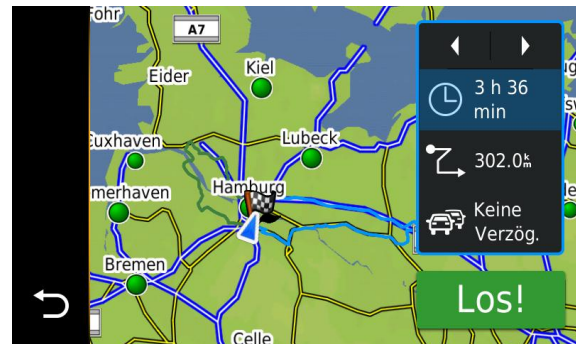 Föhr
A7
Kiel
Eider
3 h 36
min
Cuxhaven
Lübeck
302.0 k
merhaven
Hamburg
Keine
Verzög.
Bremen
Los!
Celle